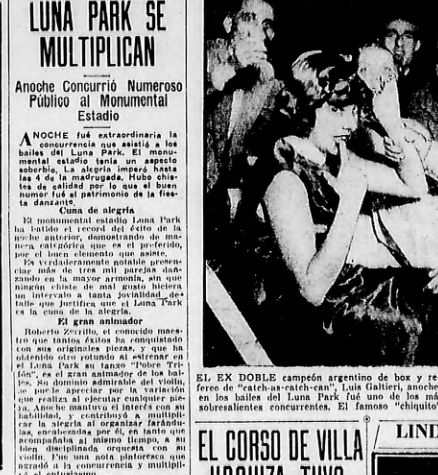 LUNA PARK SE
MULTIPLICAN
Anoche Concurrió Numeroso
Público al Monumental
Estadio
ANOCHE fué extraordinaria la
concurrencia que asistió a los
bailes del Luna Park. El monu-
mental estadio tenía un aspecto
soberbio. La alegría imperó hasta
las 4 de la madrugada. Hubo chis-
tes de calidad por lo que el buen
humor fué el patrimonio de la fies-
ta danzante.
Cuna de alegría
El monumental estadio Luna Park
ha batido el record del éxito de la
noche anterior, demostrando de ma-
nera categórica que es el preferido,
por el buen elemento que asiste.
Es verdaderamente notable presen-
ciar más de tres mil parejas dan-
zando en la mayor armonía, sin que
ningún chiste de mal gusto hiciera
un intervalo a tanta jovialidad, de-
talle que justifica que el Luna Park
es la cuna de la alegría.
El gran animador
Roberto Zerrillo, el conocido maes-
tro que tantos éxitos ha conquistado
con sus originales piezas, y que ha
obtenido otro rotundo al estrenar en
el Luna Park su tango "Pobre Tri-
lón", es el gran animador de los bai-
les. Su dominio admirable del violín,
se puede apreciar por la variación
que realiza al ejecutar cualquier pie-
za. Anoche mantuvo el interés con su
habilidad, y contribuyó a multipli-
car la alegría al organizar farándu-
las, encabezadas por él, en tanto que
acompañaba al mismo tiempo, a su
bien disciplinada orquesta con su
violín. Fue una nota pintoresca que
agradó a la concurrencia y multipli-
có el entusiasmo
EL EX DOBLE campeón argentino de box y re
fereo de "catch-as-catch-can", Luis Galtieri, anoche
en los bailes del Luna Park fué uno de los má
sobresalientes concurrentes. El famoso "chiquito"
EL CORSO DE VILLA
URQUIZA TUVO
LIND